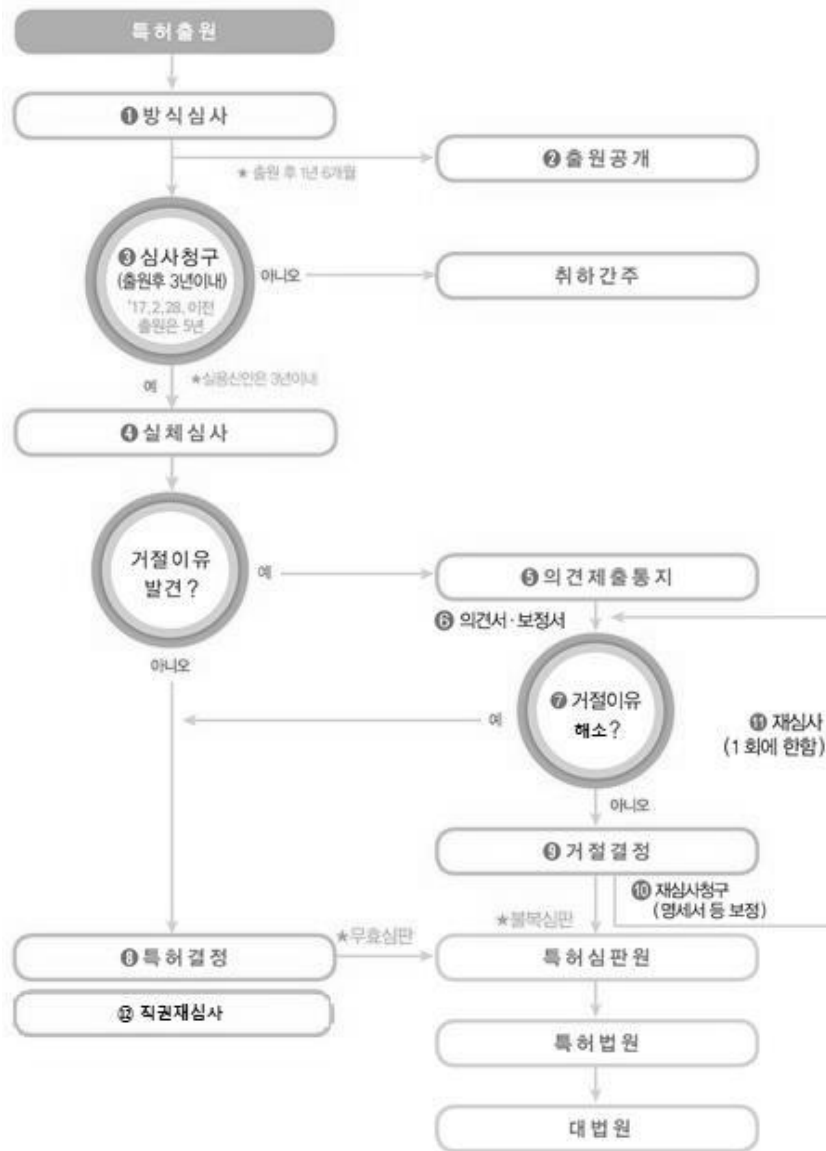 특허출원
❶ 방식심사
❷ 출원공개
★ 출원 후 1년 6개월
❸ 심사청구
(출원후 3년이내)
'17.2.28. 이전
출원은 5년
아니오
취하간주
예
★실용신안은 3년이내
❹ 실체심사
거절이유
발견?
예
❺ 의견제출통지
❻ 의견서·보정서
아니오
❼ 거절이유
해소?
예
⓫ 재심사
(1회에 한함)
아니오
❾ 거절결정
❿ 재심사청구
(명세서 등 보정)
★불복심판
★무효심판
❽ 특허결정
특허심판원
⑫ 직권재심사
특허법원
대법원